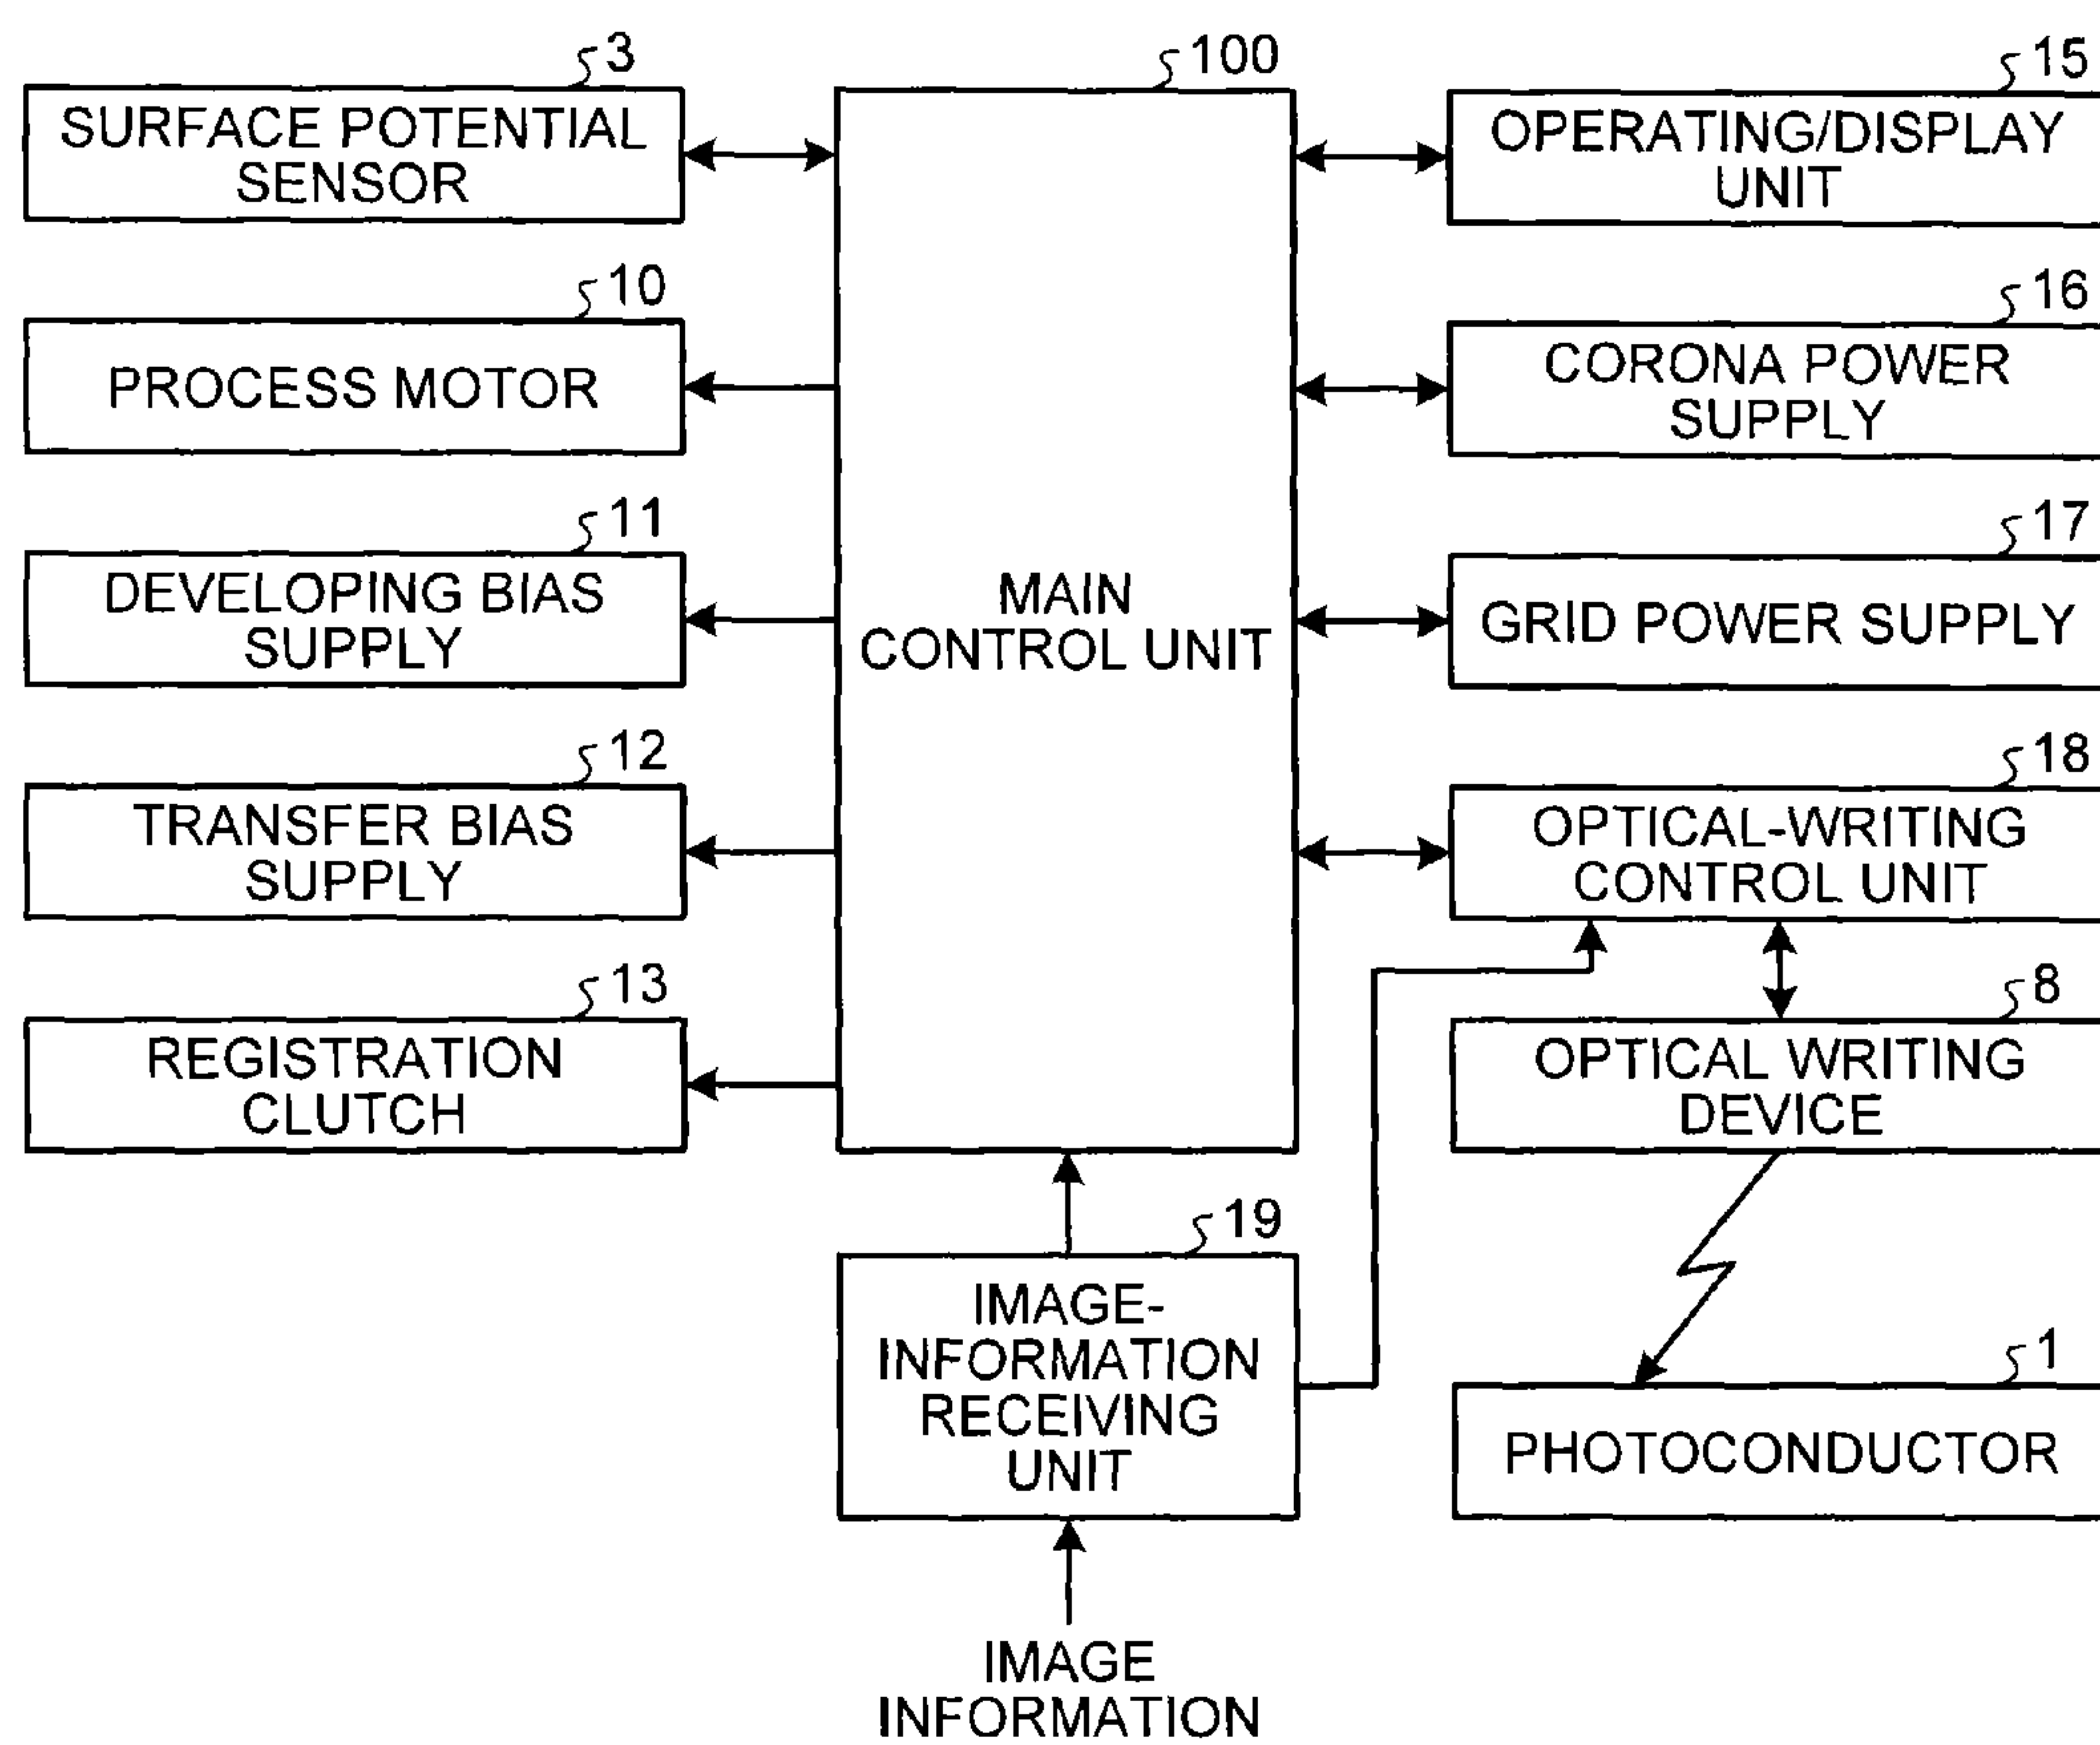 3
SURFACE POTENTIAL
SENSOR
10
PROCESS MOTOR
11
DEVELOPING BIAS
SUPPLY
12
TRANSFER BIAS
SUPPLY
13
REGISTRATION
CLUTCH
100
MAIN
CONTROL UNIT
19
IMAGE-
INFORMATION
RECEIVING
UNIT
IMAGE
INFORMATION
15
OPERATING/DISPLAY
UNIT
16
CORONA POWER
SUPPLY
17
GRID POWER SUPPLY
18
OPTICAL-WRITING
CONTROL UNIT
8
OPTICAL WRITING
DEVICE
1
PHOTOCONDUCTOR